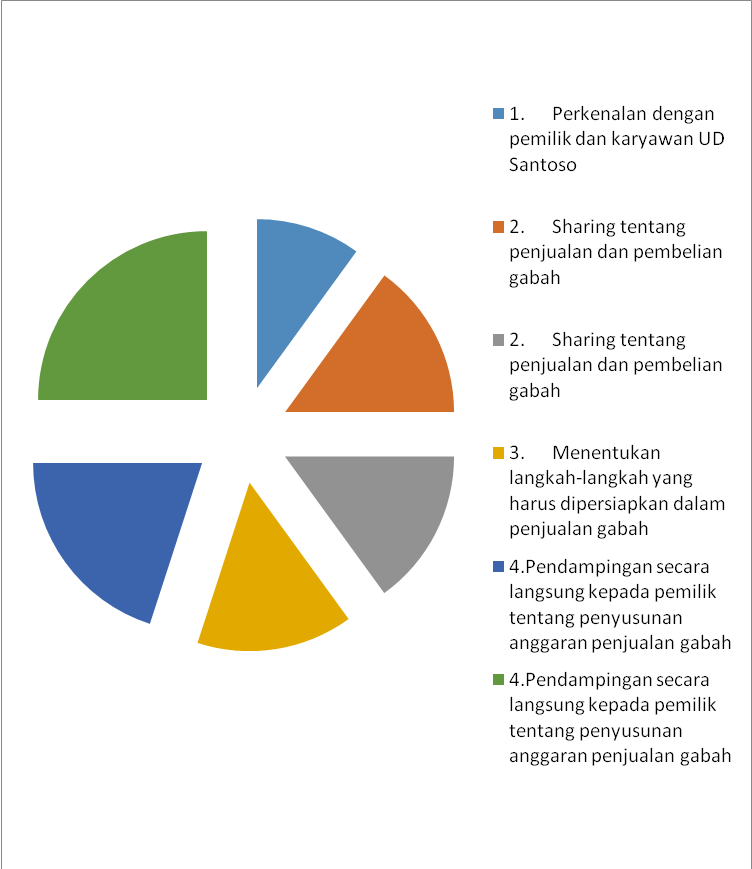 1. Perkenalan dengan
pemilik dan karyawan UD
Santoso
2. Sharing tentang
penjualan dan pembelian
gabah
2. Sharing tentang
penjualan dan pembelian
gabah
3. Menentukan
langkah-langkah yang
harus dipersiapkan dalam
penjualan gabah
4.Pendampingan secara
langsung kepada pemilik
tentang penyusunan
anggaran penjualan gabah
4.Pendampingan secara
langsung kepada pemilik
tentang penyusunan
anggaran penjualan gabah